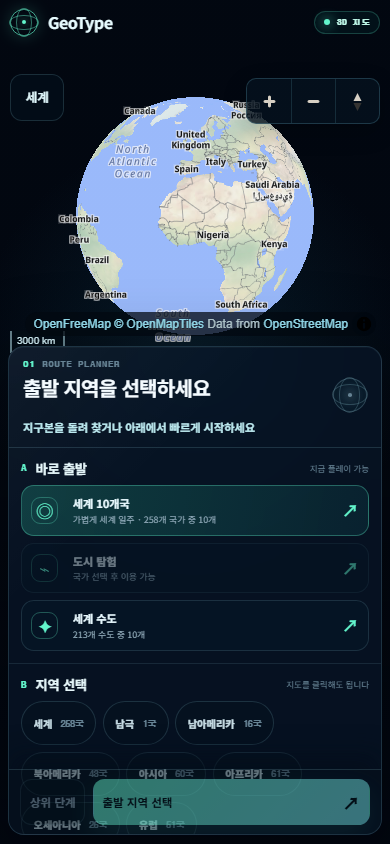 GeoType
3D 지도
세계
Canada
Russia
Росс
United
Kingdom
North
Atlantic
Ocean
Spain
Italy
Turkey
Saudi Arabia
السعودية
Colombia
Nigeria
Peru
Kenya
Brazil
Argentina
South Africa
South
OpenFreeMap © OpenMapTiles Data from OpenStreetMap
Ocean
3000 km
01 ROUTE PLANNER
출발 지역을 선택하세요
지구본을 돌려 찾거나 아래에서 빠르게 시작하세요
A 바로 출발
지금 플레이 가능
세계 10개국
가볍게 세계 일주 · 258개 국가 중 10개
도시 탐험
국가 선택 후 이용 가능
세계 수도
213개 수도 중 10개
B 지역 선택
지도를 클릭해도 됩니다
세계 258국
남극 1국
남아메리카 16국
북아메리카 48국
아시아 60국
아프리카 61국
상위 단계
출발 지역 선택
오세아니아 26국
유럽 61국